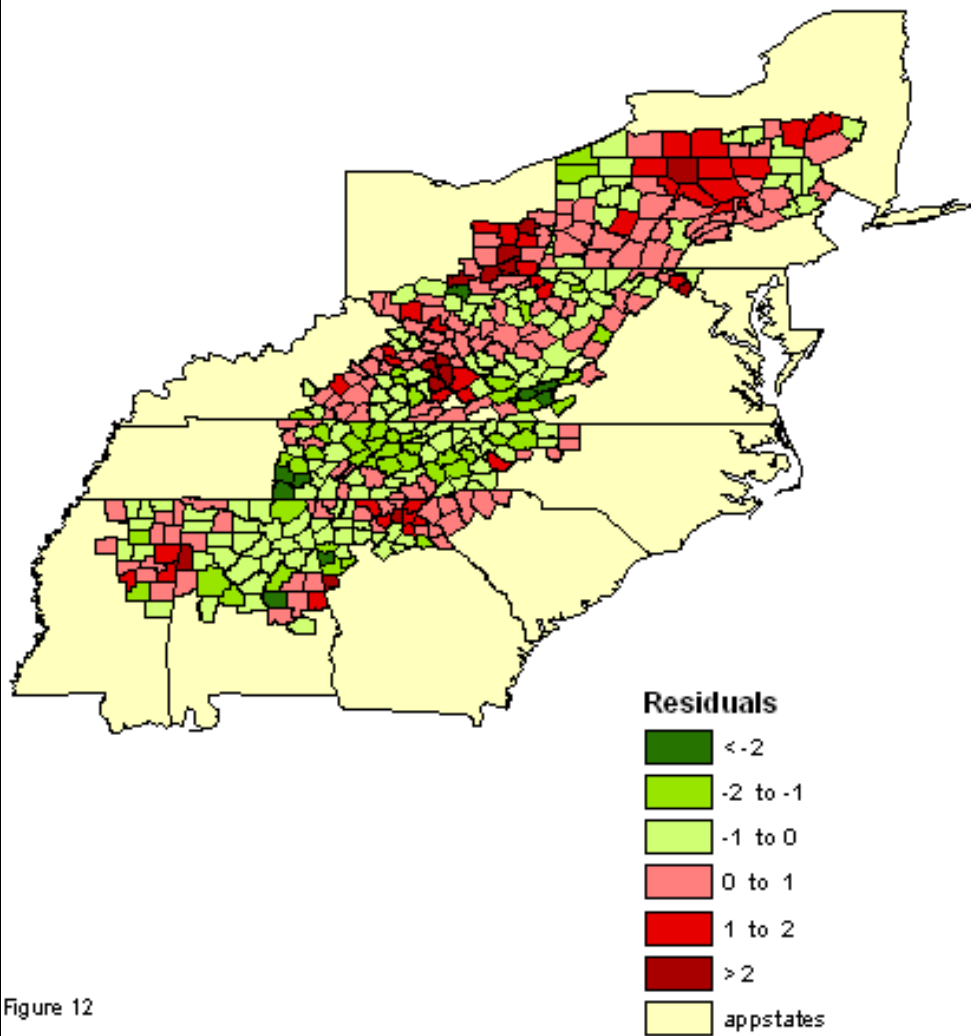 Residuals
< -2
-2 to -1
-1 to 0
0 to 1
1 to 2
> 2
appstates
Figure 12